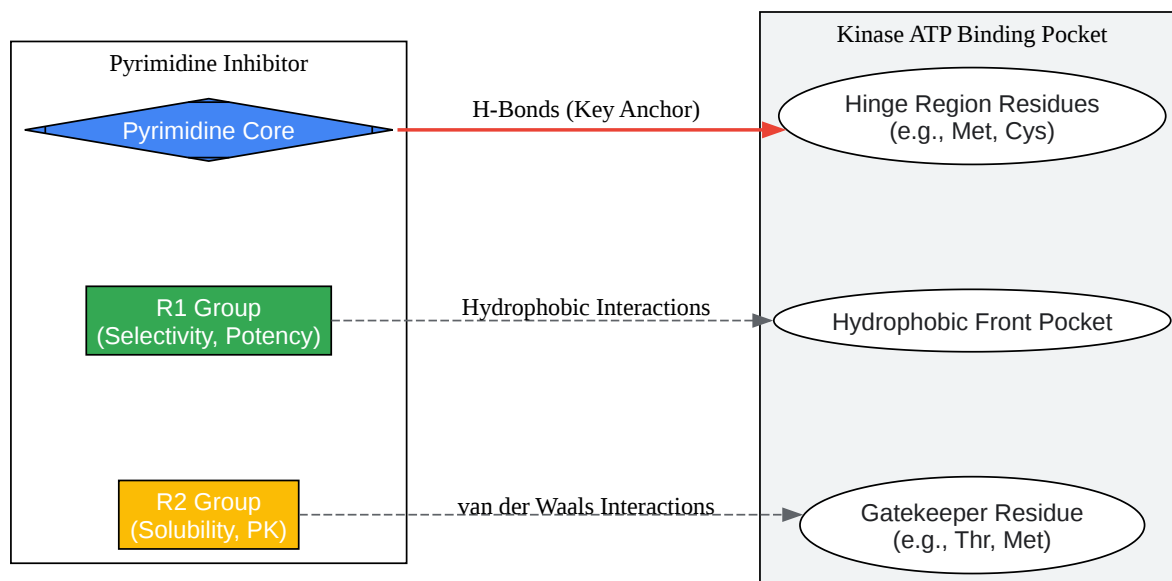 Pyrimidine Inhibitor
Kinase ATP Binding Pocket
Pyrimidine Core
H-Bonds (Key Anchor)
Hinge Region Residues
(e.g., Met, Cys)
R1 Group
(Selectivity, Potency)
Hydrophobic Interactions
Hydrophobic Front Pocket
R2 Group
(Solubility, PK)
van der Waals Interactions
Gatekeeper Residue
(e.g., Thr, Met)